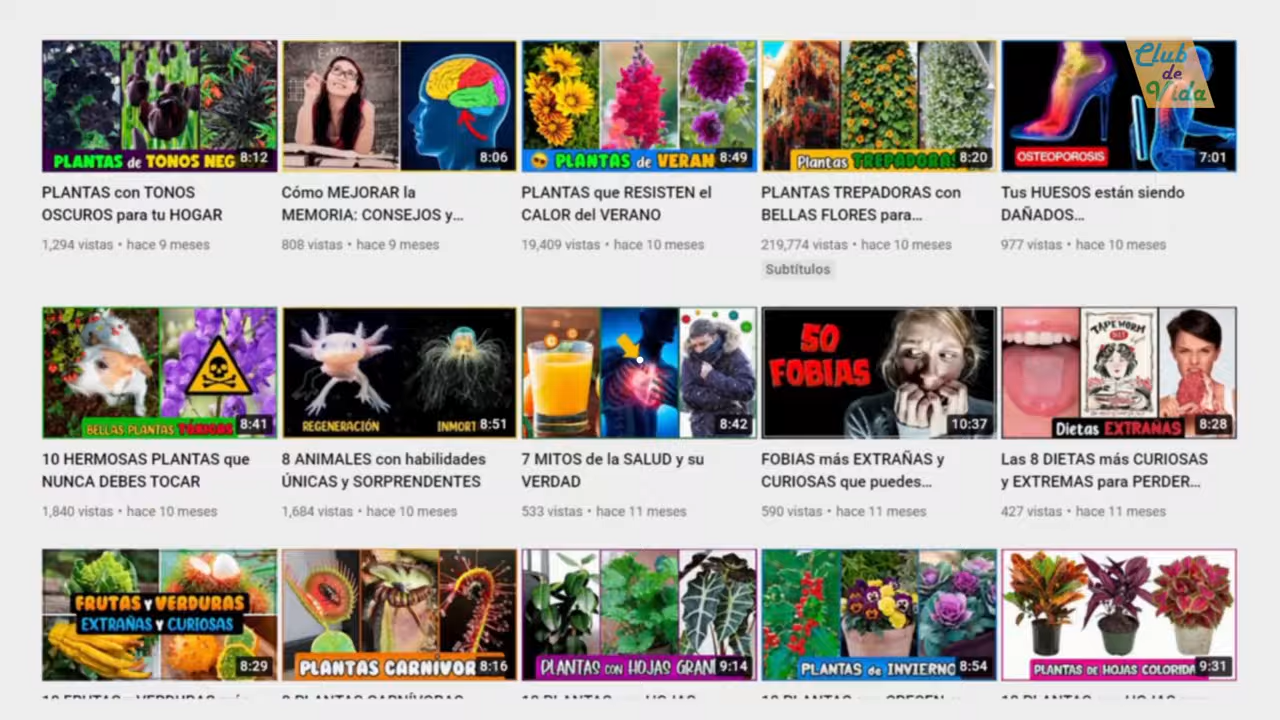 Club
de
Vida
PLANTAS de TONOS NEG 8:12
8:06
PLANTAS de VERAN 8:49
Plantas TREPADORAS 8:20
OSTEOPOROSIS 7:01
PLANTAS con TONOS
OSCUROS para tu HOGAR
1,294 vistas • hace 9 meses
Cómo MEJORAR la
MEMORIA: CONSEJOS y...
808 vistas • hace 9 meses
PLANTAS que RESISTEN el
CALOR del VERANO
19,409 vistas • hace 10 meses
PLANTAS TREPADORAS con
BELLAS FLORES para...
219,774 vistas • hace 10 meses
Subtítulos
Tus HUESOS están siendo
DAÑADOS...
977 vistas • hace 10 meses
BELLAS PLANTAS TÓXICAS 8:41
REGENERACIÓN INMORT 8:51
8:42
50
FOBIAS
10:37
TAPEWORM
Dietas EXTRAÑAS 8:28
10 HERMOSAS PLANTAS que
NUNCA DEBES TOCAR
1,840 vistas • hace 10 meses
8 ANIMALES con habilidades
ÚNICAS y SORPRENDENTES
1,684 vistas • hace 10 meses
7 MITOS de la SALUD y su
VERDAD
533 vistas • hace 11 meses
FOBIAS más EXTRAÑAS y
CURIOSAS que puedes...
590 vistas • hace 11 meses
Las 8 DIETAS más CURIOSAS
y EXTREMAS para PERDER...
427 vistas • hace 11 meses
FRUTAS Y VERDURAS
EXTRAÑAS Y CURIOSAS
8:29
PLANTAS CARNÍVOR 8:16
PLANTAS CON HOJAS GRAN 9:14
PLANTAS de INVIERNO 8:54
PLANTAS DE HOJAS COLORIDA 9:31